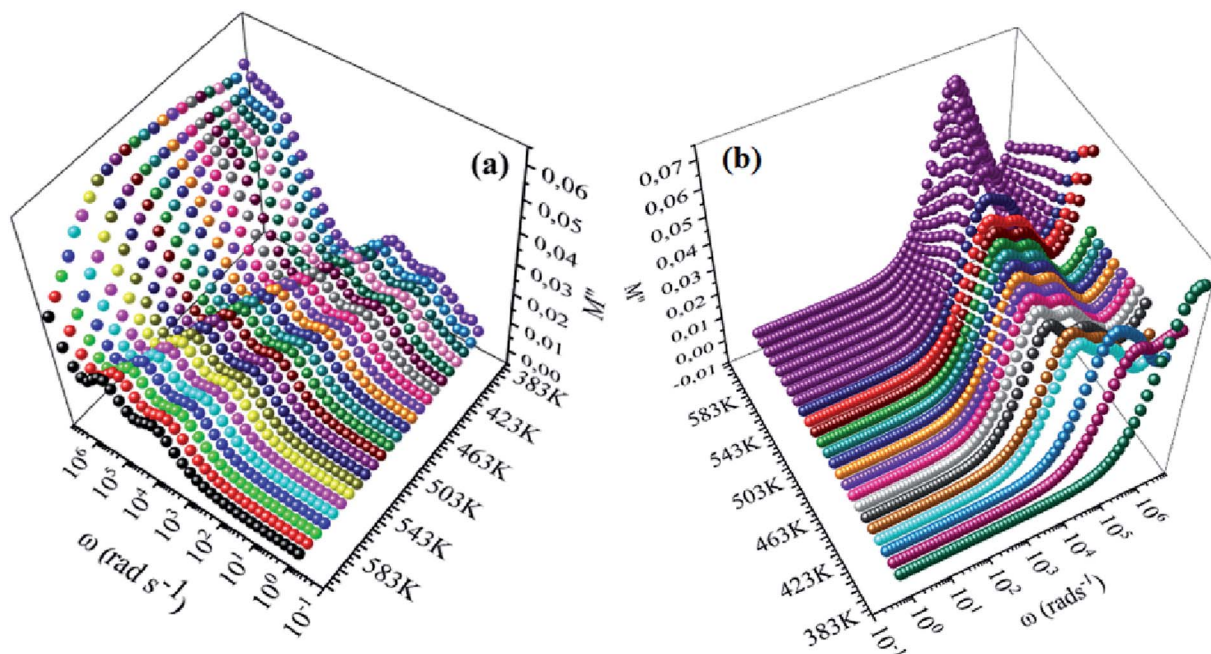 (a)
0,06
0,05
0,04
0,03
0,02
0,01
0,00
M"
383K
423K
463K
503K
543K
583K
10⁶
10⁵
10⁴
10³
10²
10¹
10⁰
10⁻¹
ω (rad s⁻¹)
(b)
0,07
0,06
0,05
0,04
0,03
0,02
0,01
0,00
-0,01
M"
583K
543K
503K
463K
423K
383K
10⁻¹
10⁰
10¹
10²
10³
10⁴
10⁵
10⁶
ω (rads⁻¹)